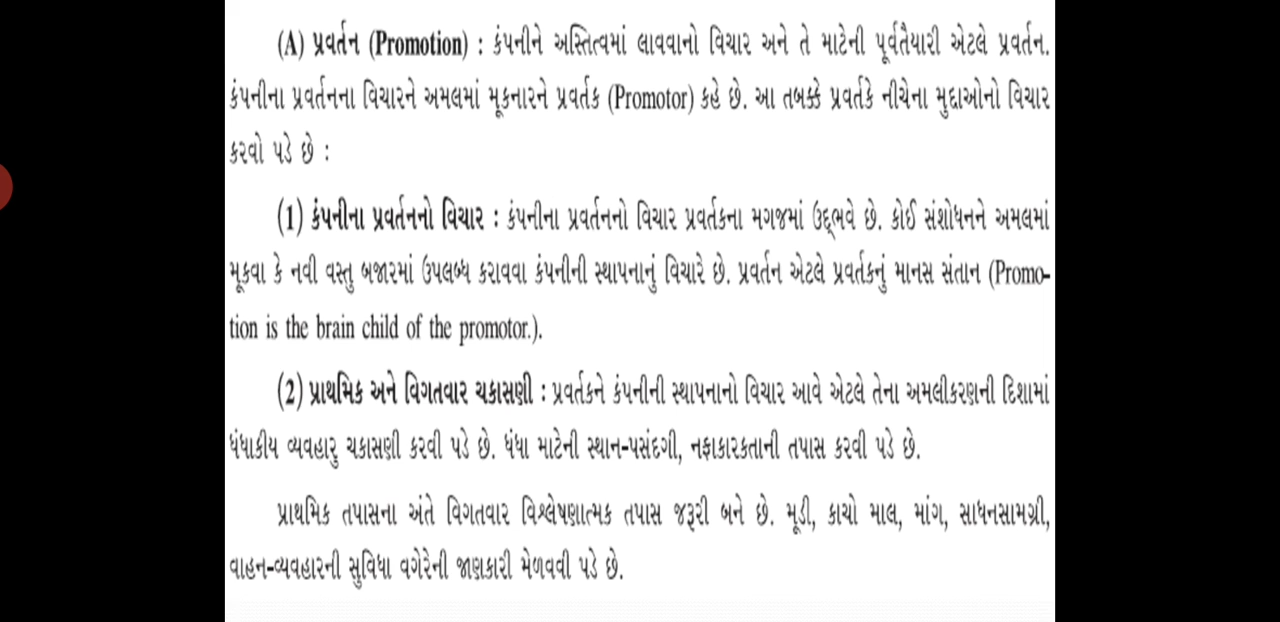 (A) પ્રવર્તન (Promotion) : કંપનીને અસ્તિત્વમાં લાવવાનો વિચાર અને તે માટેની પૂર્વતૈયારી એટલે પ્રવર્તન.
કંપનીના પ્રવર્તનના વિચારને અમલમાં મૂકનારને પ્રવર્તક (Promotor) કહે છે. આ તબક્કે પ્રવર્તકે નીચેના મુદ્દાઓનો વિચાર
કરવો પડે છે :
(1) કંપનીના પ્રવર્તનનો વિચાર : કંપનીના પ્રવર્તનનો વિચાર પ્રવર્તકના મગજમાં ઉદ્ભવે છે. કોઈ સંશોધનને અમલમાં
મૂકવા કે નવી વસ્તુ બજારમાં ઉપલબ્ધ કરાવવા કંપનીની સ્થાપનાનું વિચારે છે. પ્રવર્તન એટલે પ્રવર્તકનું માનસ સંતાન (Promo-
tion is the brain child of the promotor.).
(2) પ્રાથમિક અને વિગતવાર ચકાસણી : પ્રવર્તકને કંપનીની સ્થાપનાનો વિચાર આવે એટલે તેના અમલીકરણની દિશામાં
ધંધાકીય વ્યવહારુ ચકાસણી કરવી પડે છે. ધંધા માટેની સ્થાન-પસંદગી, નફાકારકતાની તપાસ કરવી પડે છે.
પ્રાથમિક તપાસના અંતે વિગતવાર વિશ્લેષણાત્મક તપાસ જરૂરી બને છે. મૂડી, કાચો માલ, માંગ, સાધનસામગ્રી,
વાહન-વ્યવહારની સુવિધા વગેરેની જાણકારી મેળવવી પડે છે.